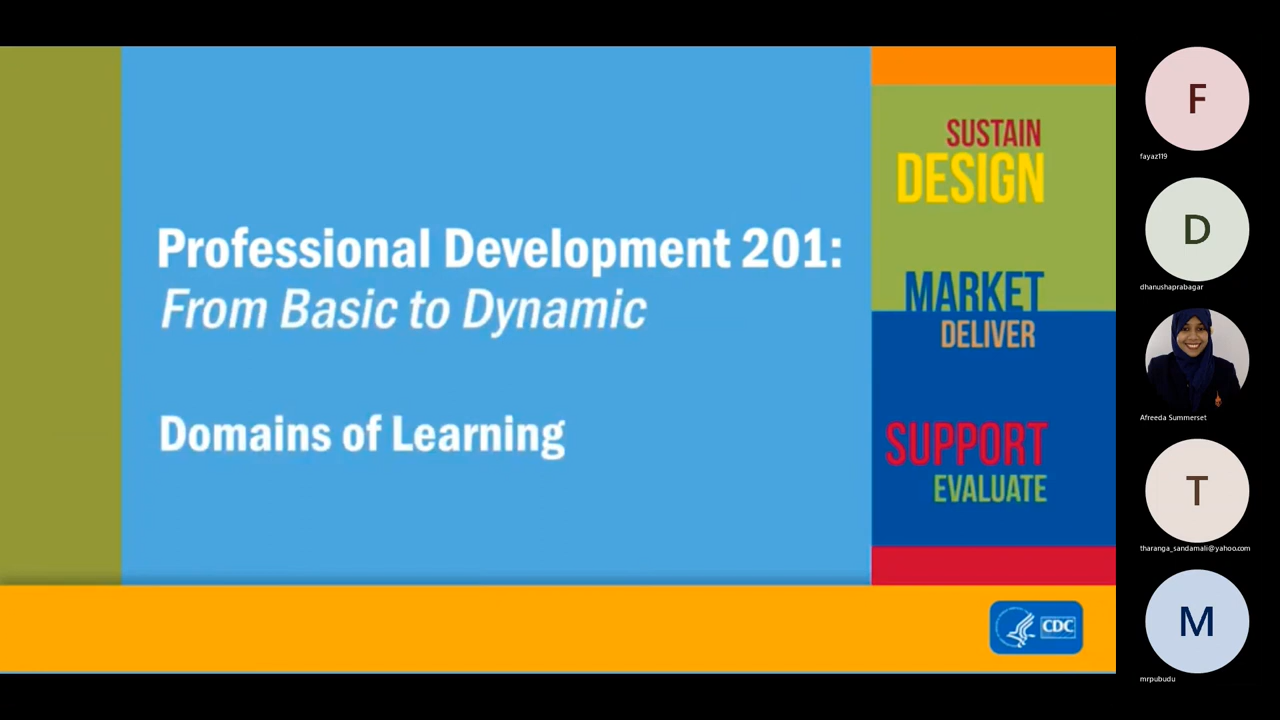 Professional Development 201:
From Basic to Dynamic
Domains of Learning
SUSTAIN
DESIGN
MARKET
DELIVER
SUPPORT
EVALUATE
CDC
F
fayaz119
D
dhanushaprabagar
Afreeda Summerset
T
tharanga_sandamali@yahoo.com
M
mrpubudu